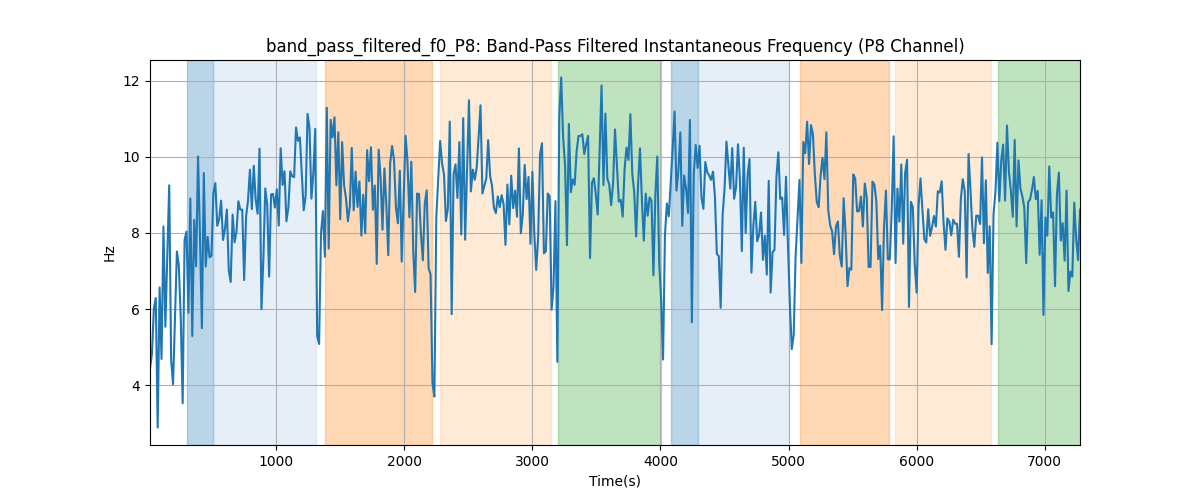 band_pass_filtered_f0_P8: Band-Pass Filtered Instantaneous Frequency (P8 Channel)
12
10
8
6
4
Hz
1000 2000 3000 4000 5000 6000 7000
Time(s)